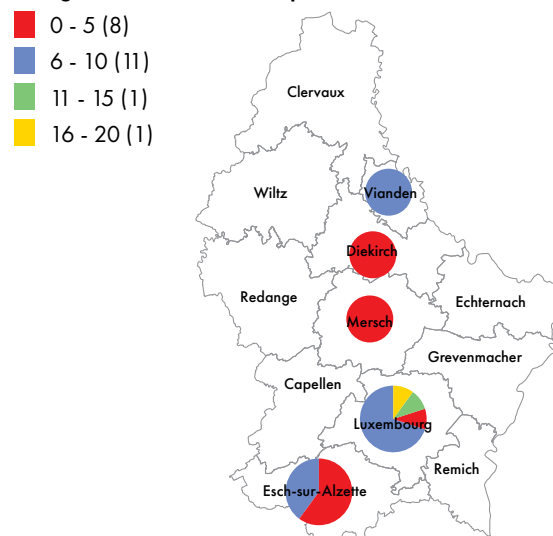 0 - 5 (8)
6 - 10 (11)
11 - 15 (1)
16 - 20 (1)
Clervaux
Wiltz
Vianden
Diekirch
Redange
Echternach
Mersch
Grevenmacher
Capellen
Luxembourg
Remich
Esch-sur-Alzette